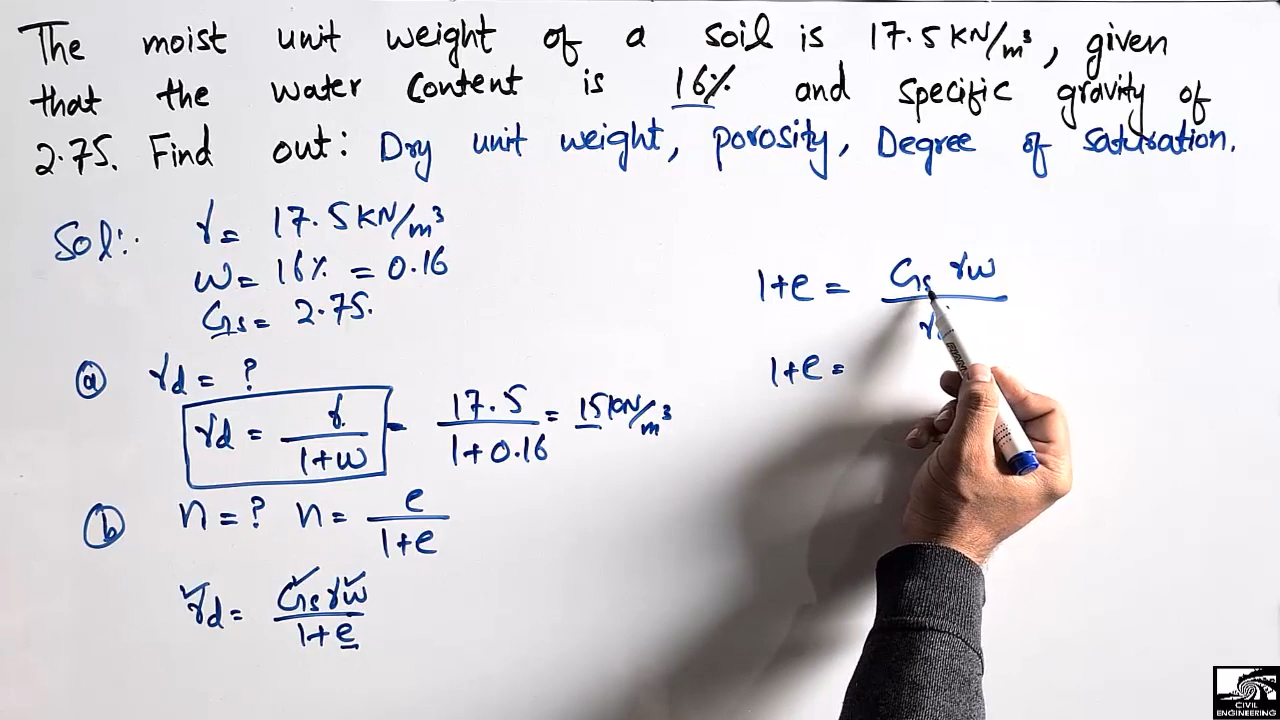 The moist unit weight of a soil is 17.5 KN/m³, given
that the water content is 16% and specific gravity of
2.75. Find out: Dry unit weight, porosity, Degree of saturation.
Sol:. γ = 17.5 KN/m³
w = 16% = 0.16
Gs = 2.75.
(a) γd = ?
γd = γ / 1+w = 17.5 / 1+0.16 = 15 KN/m³
(b) n = ? n = e / 1+e
γd = Gs γw / 1+e
1+e = Gs γw / γ
1+e =
CIVIL
ENGINEERING